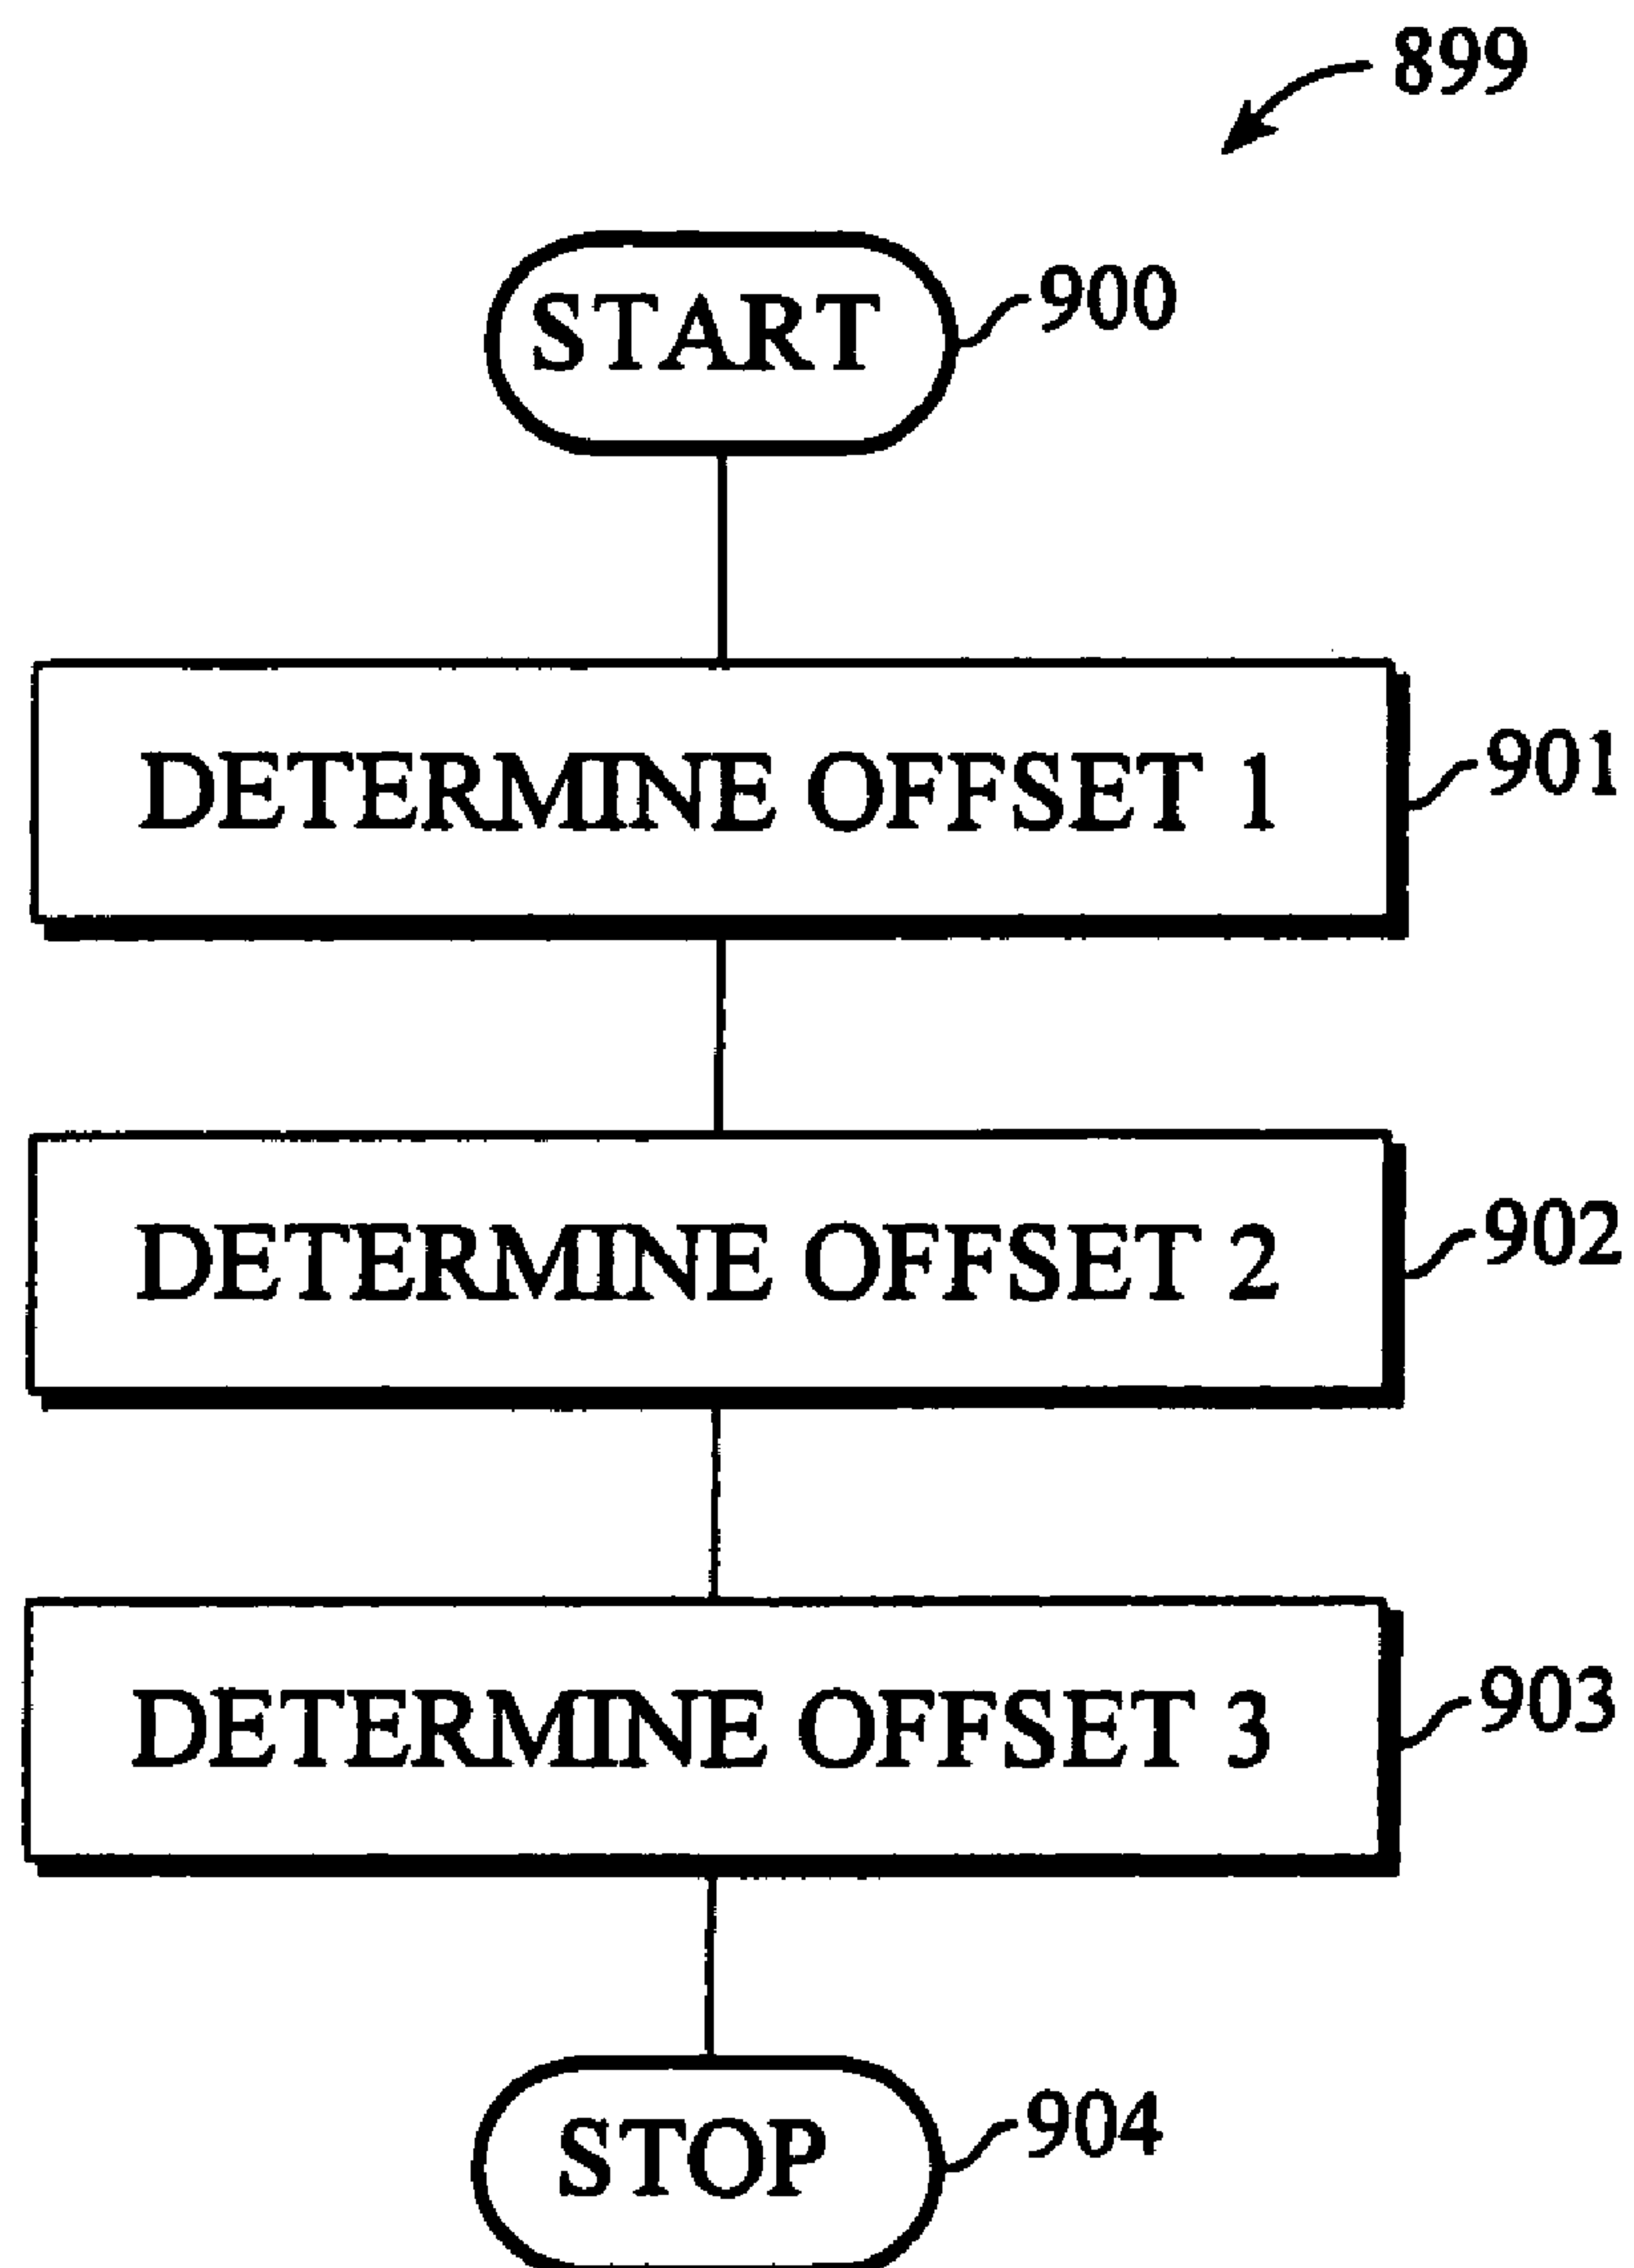 899
START
900
DETERMINE OFFSET 1
901
DETERMINE OFFSET 2
902
DETERMINE OFFSET 3
903
STOP
904